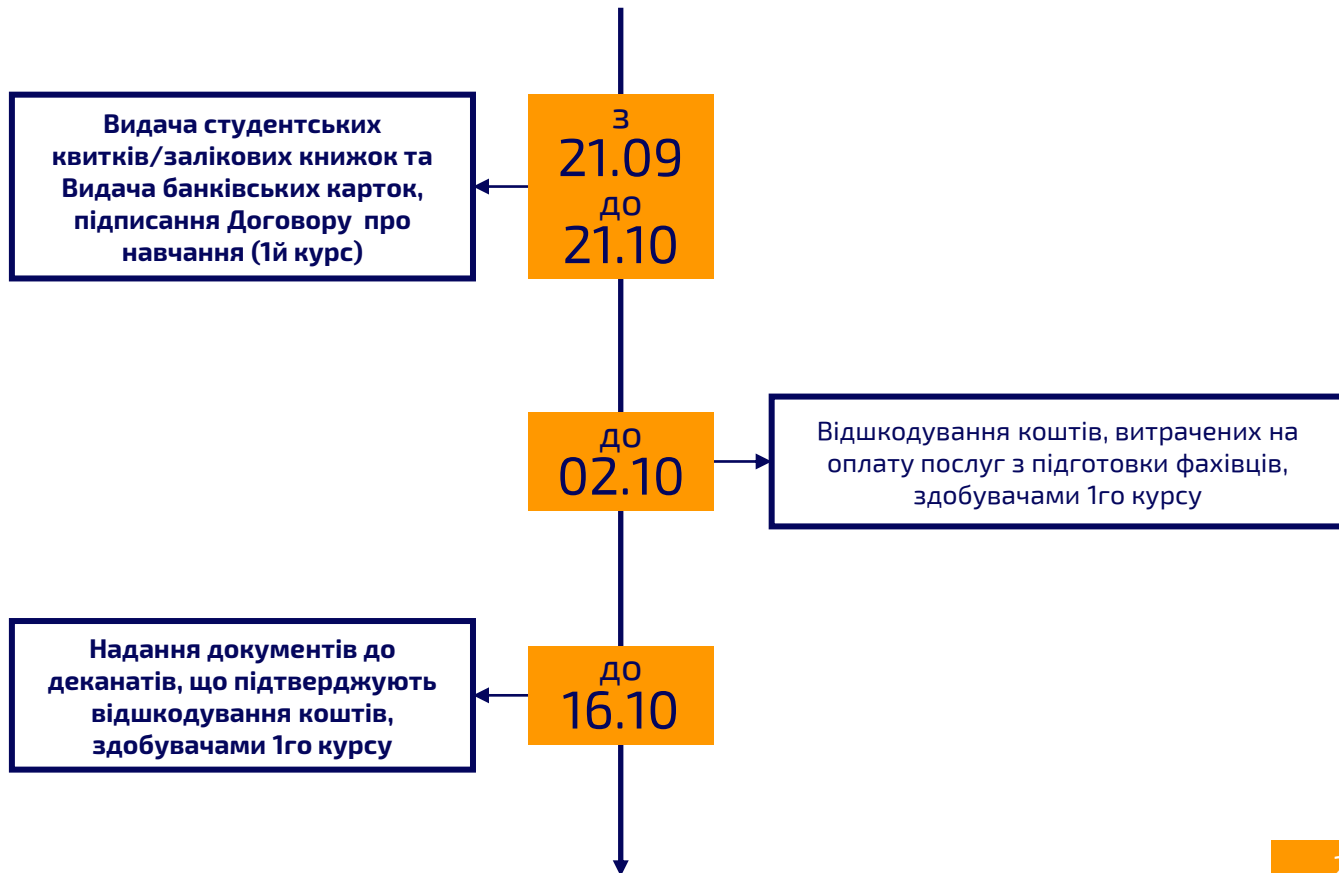 Видача студентських
квитків/залікових книжок та
Видача банківських карток,
підписання Договору про
навчання (1й курс)
з
21.09
до
21.10
до
02.10
Відшкодування коштів, витрачених на
оплату послуг з підготовки фахівців,
здобувачами 1го курсу
Надання документів до
деканатів, що підтверджують
відшкодування коштів,
здобувачами 1го курсу
до
16.10